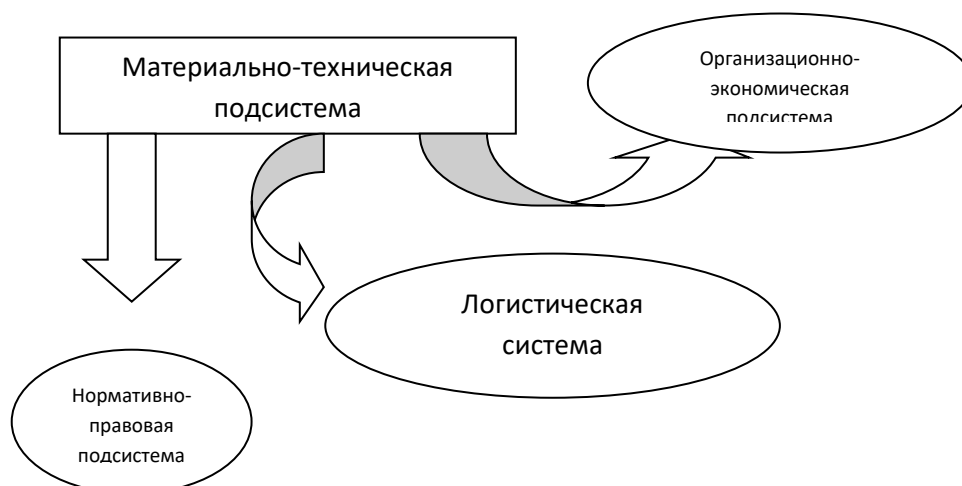 Материально-техническая
подсистема
Организационно-
экономическая
подсистема
Логистическая
система
Нормативно-
правовая
подсистема